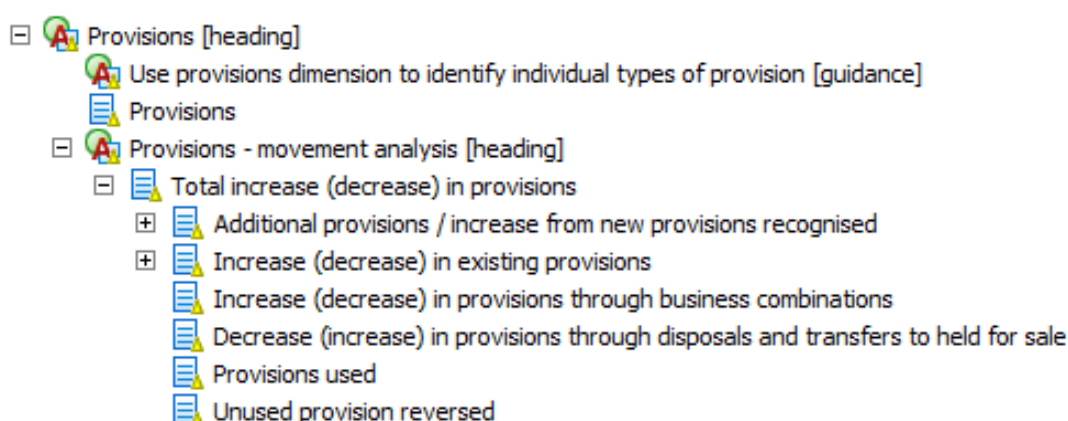 Provisions [heading]
Use provisions dimension to identify individual types of provision [guidance]
Provisions
Provisions - movement analysis [heading]
Total increase (decrease) in provisions
Additional provisions / increase from new provisions recognised
Increase (decrease) in existing provisions
Increase (decrease) in provisions through business combinations
Decrease (increase) in provisions through disposals and transfers to held for sale
Provisions used
Unused provision reversed